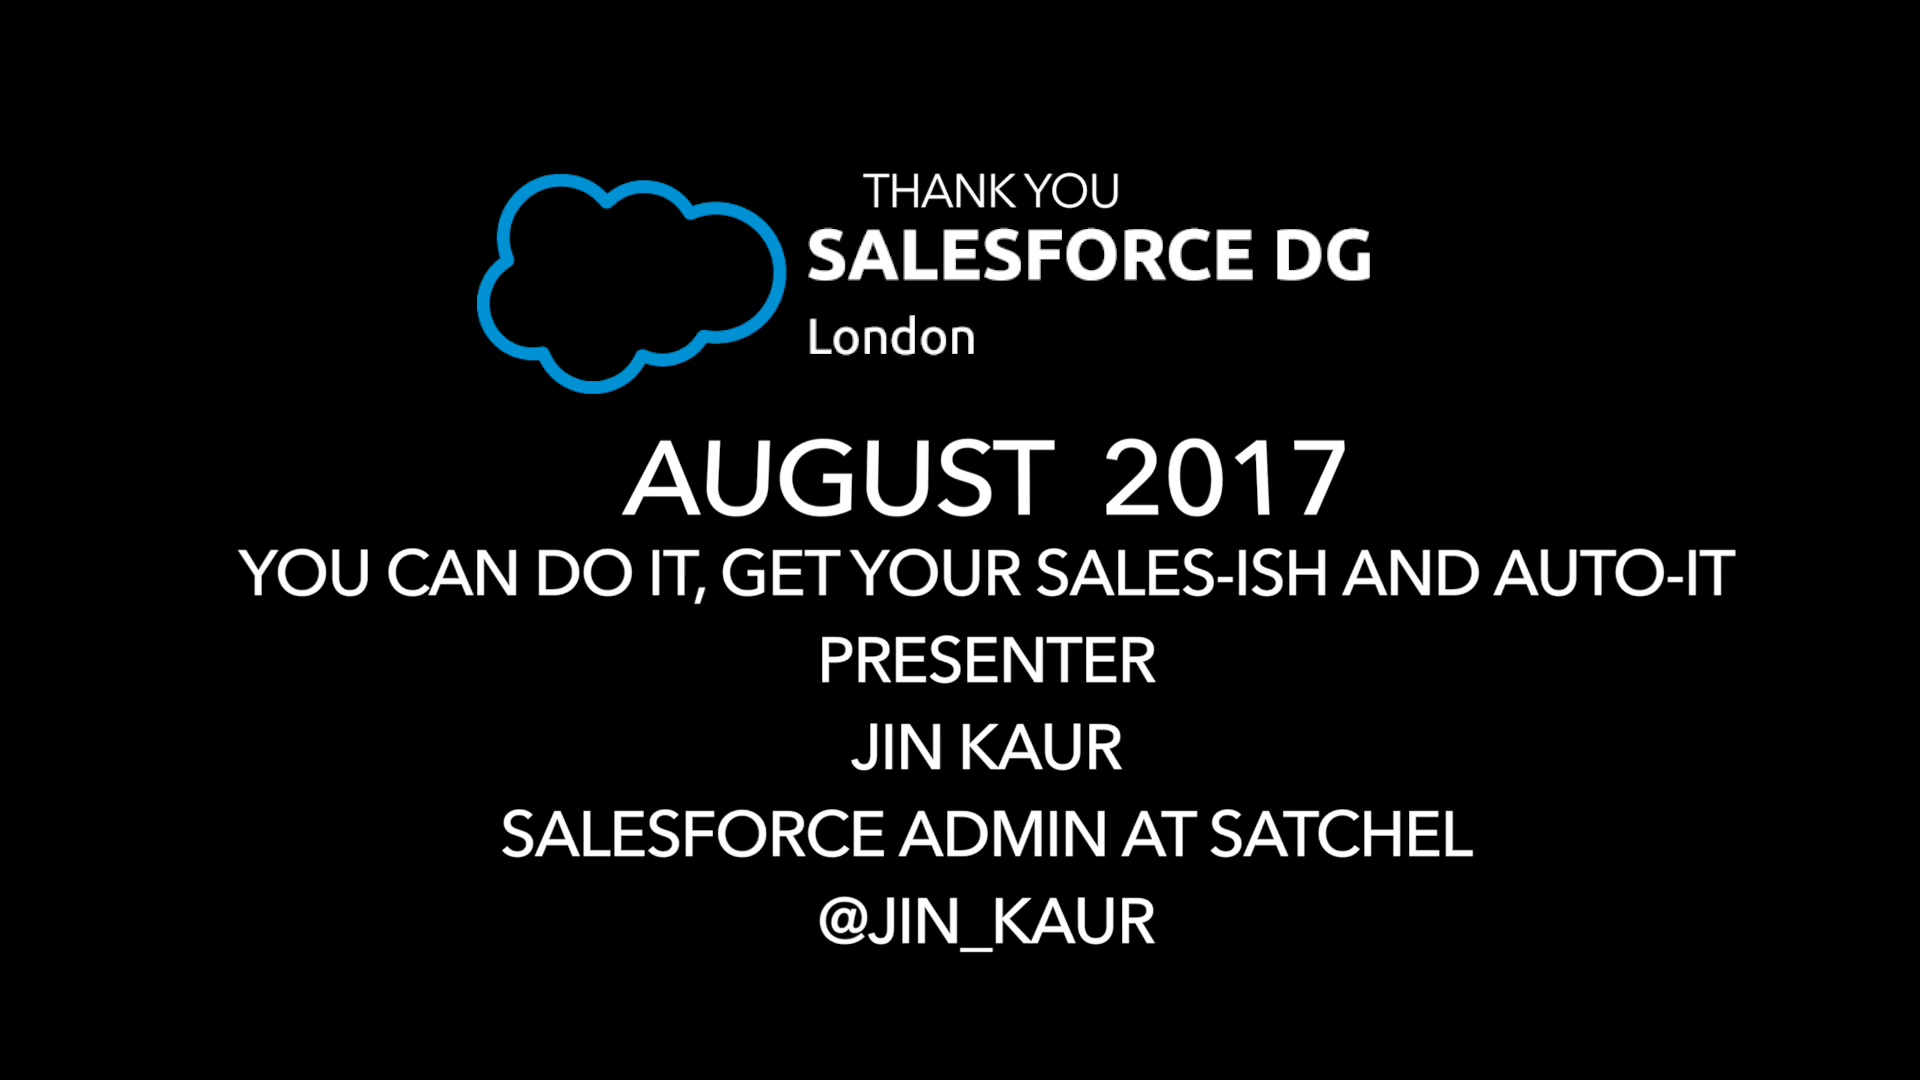 THANK YOU
SALESFORCE DG
London
AUGUST 2017
YOU CAN DO IT, GET YOUR SALES-ISH AND AUTO-IT
PRESENTER
JIN KAUR
SALESFORCE ADMIN AT SATCHEL
@JIN_KAUR